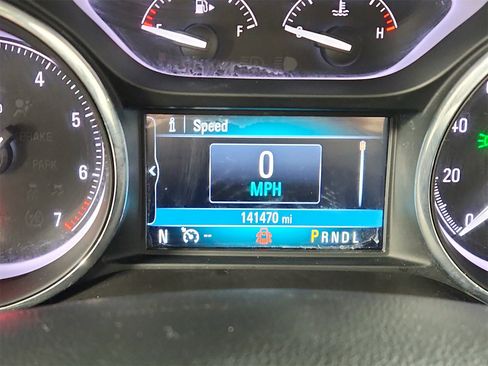 E F C H
4
5
6
7
BRAKE
PARK
i Speed
0
MPH
141470 mi
N -- PRNDL
40
20
0